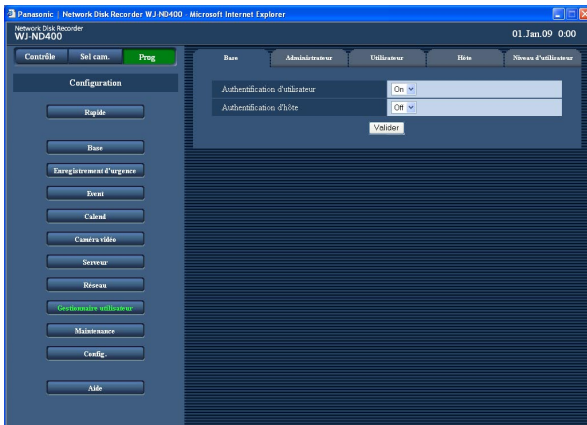 Panasonic | Network Disk Recorder WJ-ND400 - Microsoft Internet Explorer
Network Disk Recorder
WJ-ND400
01.Jan.09 0:00
Contrôle Sel cam. Prog
Base Administrateur Utilisateur Hôte Niveau d'utilisateur
Configuration
Authentification d'utilisateur On
Authentification d'hôte Off
Valider
Rapide
Base
Enregistrement d'urgence
Event
Calend
Caméra vidéo
Serveur
Réseau
Gestionnaire utilisateur
Maintenance
Config.
Aide